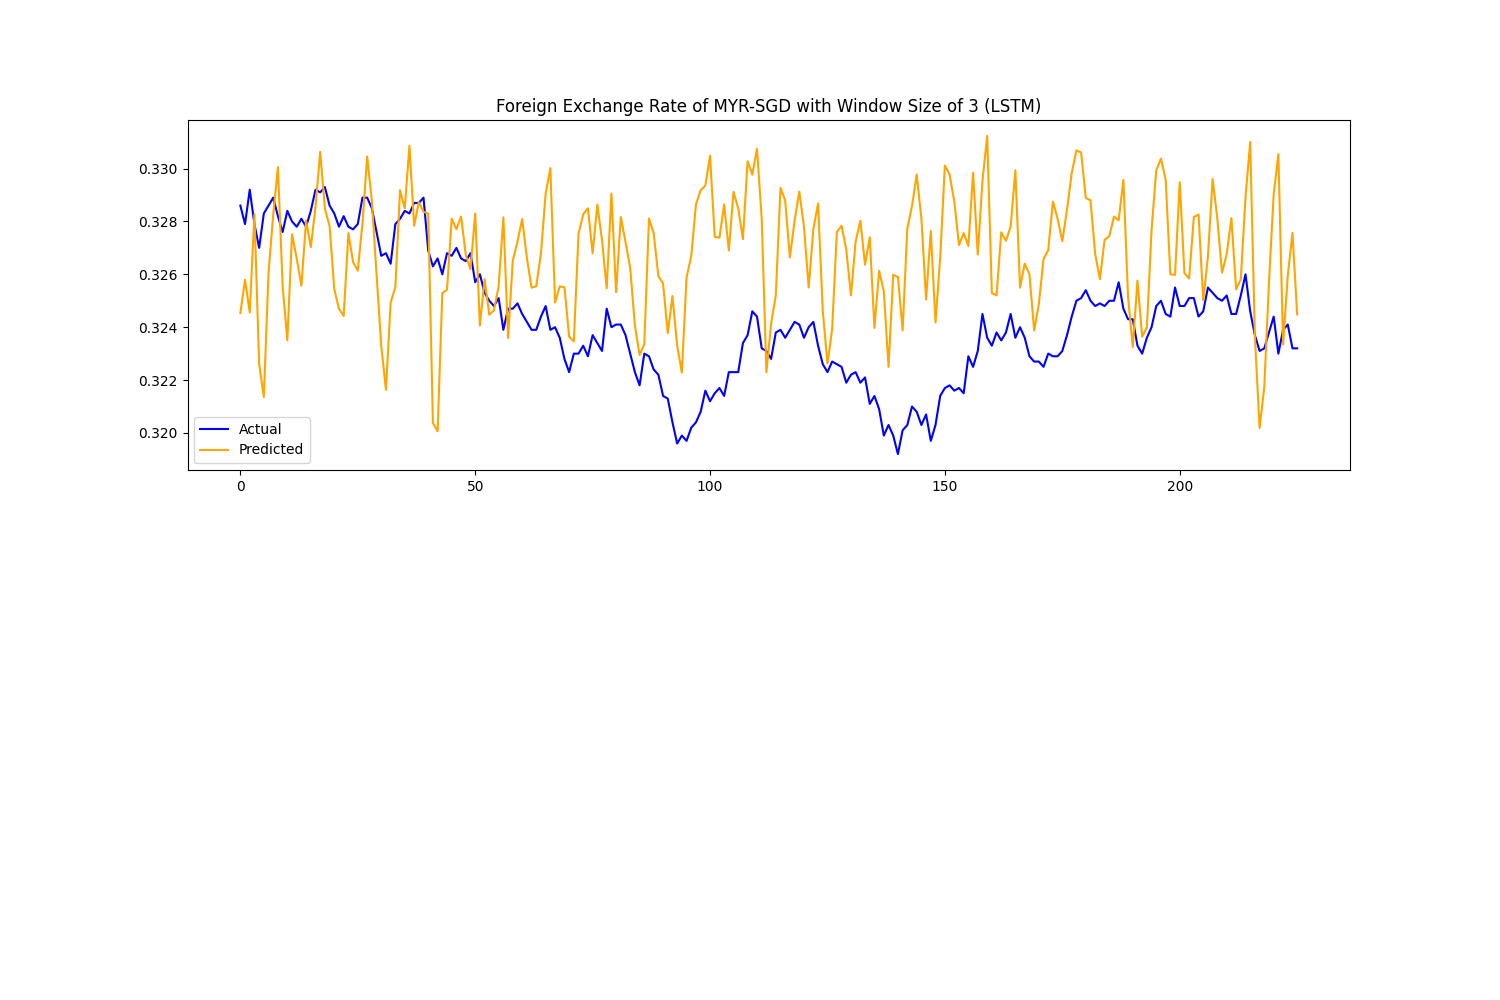 Foreign Exchange Rate of MYR-SGD with Window Size of 3 (LSTM)
0.330
0.328
0.326
0.324
0.322
0.320
Actual
Predicted
0 50 100 150 200